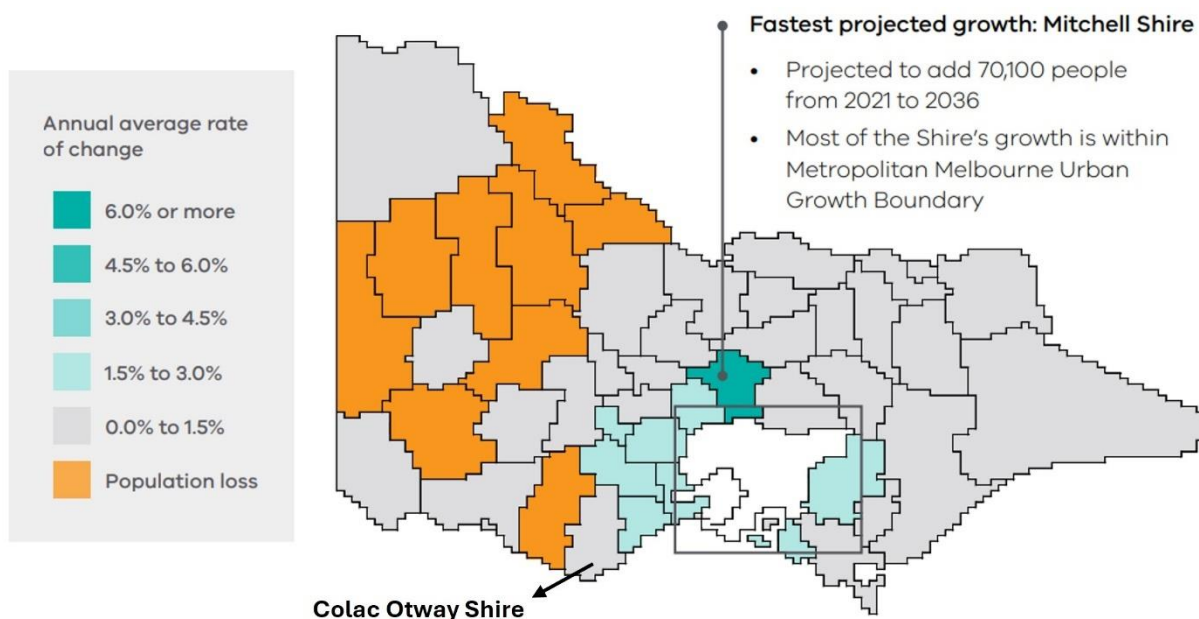 Fastest projected growth: Mitchell Shire
• Projected to add 70,100 people
from 2021 to 2036
• Most of the Shire's growth is within
Metropolitan Melbourne Urban
Growth Boundary
Annual average rate
of change
6.0% or more
4.5% to 6.0%
3.0% to 4.5%
1.5% to 3.0%
0.0% to 1.5%
Population loss
Colac Otway Shire